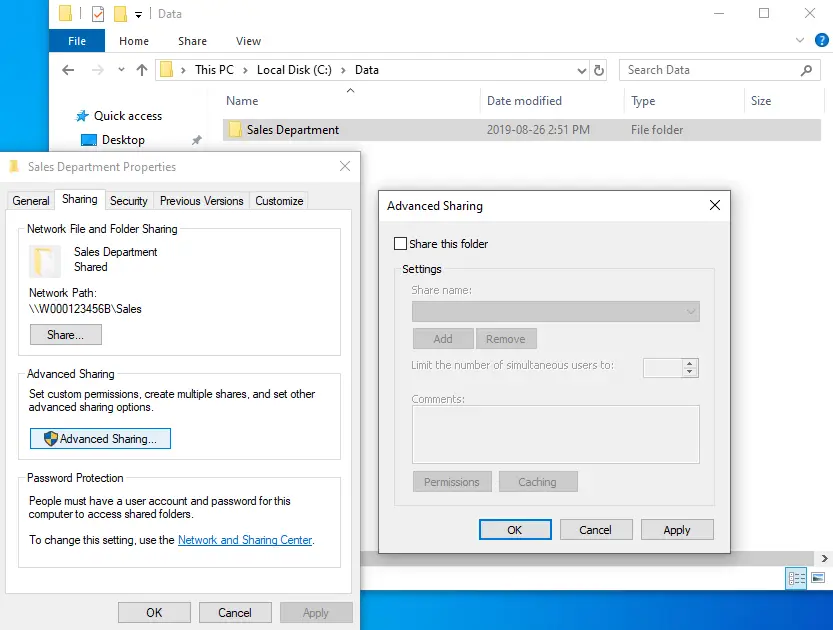 Data
File
Home
Share
View
This PC
Local Disk (C:)
Data
Search Data
Name
Date modified
Type
Size
Quick access
Desktop
Sales Department
2019-08-26 2:51 PM
File folder
Sales Department Properties
General
Sharing
Security
Previous Versions
Customize
Network File and Folder Sharing
Sales Department
Shared
Network Path:
\\W000123456B\Sales
Share...
Advanced Sharing
Set custom permissions, create multiple shares, and set other
advanced sharing options.
Advanced Sharing...
Password Protection
People must have a user account and password for this
computer to access shared folders.
To change this setting, use the Network and Sharing Center.
OK
Cancel
Apply
Advanced Sharing
Share this folder
Settings
Share name:
Add
Remove
Limit the number of simultaneous users to:
Comments:
Permissions
Caching
OK
Cancel
Apply